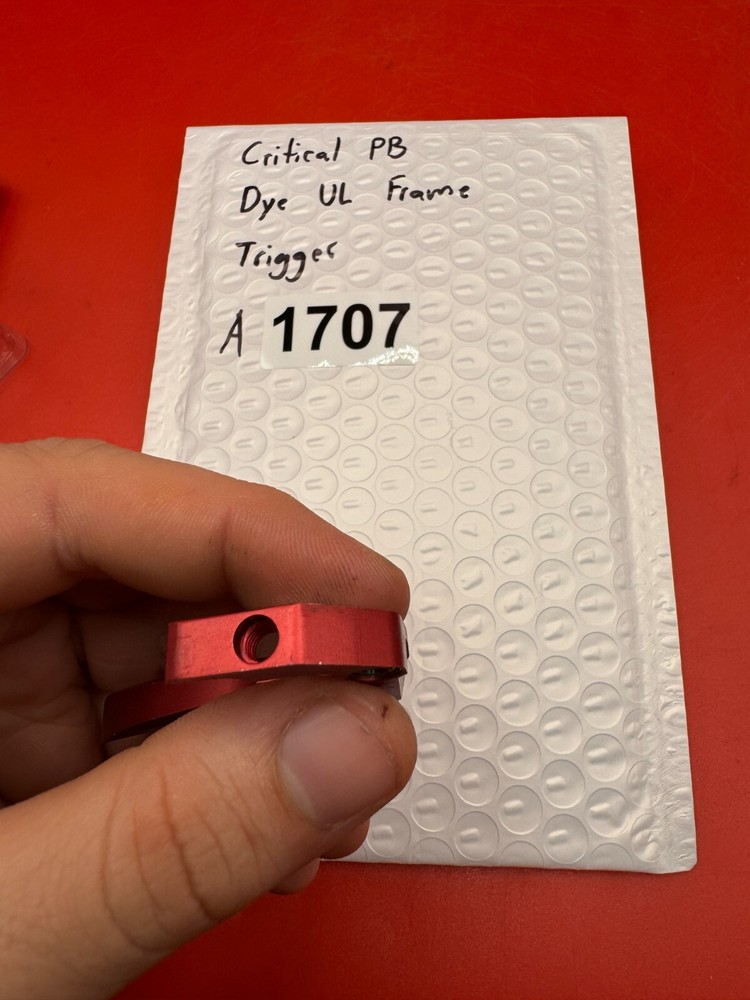 Critical PB
Dye UL Frame
Trigger
A 1707